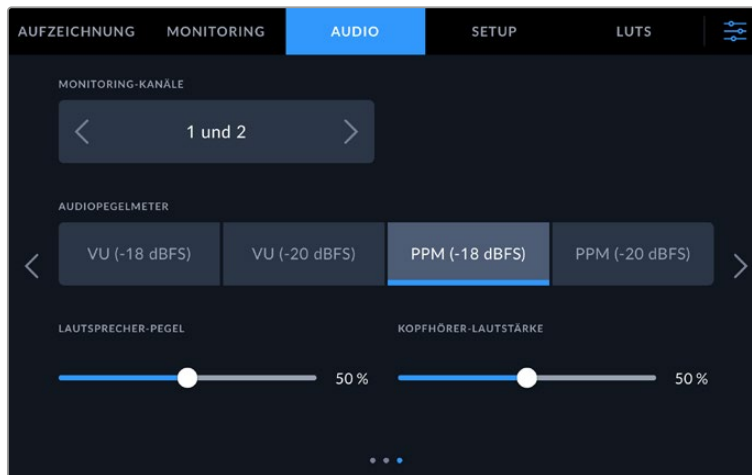 AUFZEICHNUNG MONITORING AUDIO SETUP LUTS
MONITORING-KANÄLE
1 und 2
AUDIOPEGELMETER
VU (-18 dBFS) VU (-20 dBFS) PPM (-18 dBFS) PPM (-20 dBFS)
LAUTSPRECHER-PEGEL KOPFHÖRER-LAUTSTÄRKE
50 % 50 %